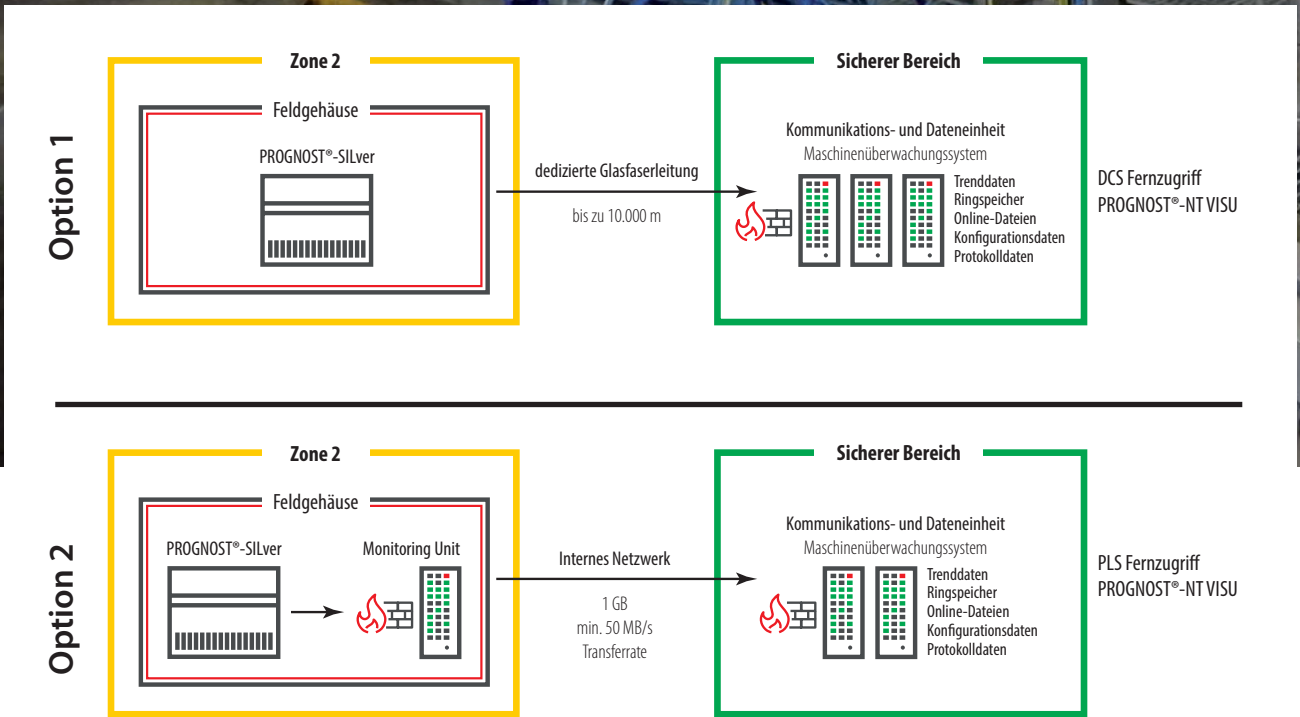 Option 1
Zone 2
Feldgehäuse
PROGNOST®-SILver
dedizierte Glasfaserleitung
bis zu 10.000 m
Sicherer Bereich
Kommunikations- und Dateneinheit
Maschinenüberwachungssystem
Trenddaten
Ringspeicher
Online-Dateien
Konfigurationsdaten
Protokolldaten
DCS Fernzugriff
PROGNOST®-NT VISU
Option 2
Zone 2
Feldgehäuse
PROGNOST®-SILver
Monitoring Unit
Internes Netzwerk
1 GB
min. 50 MB/s
Transferrate
Sicherer Bereich
Kommunikations- und Dateneinheit
Maschinenüberwachungssystem
Trenddaten
Ringspeicher
Online-Dateien
Konfigurationsdaten
Protokolldaten
PLS Fernzugriff
PROGNOST®-NT VISU